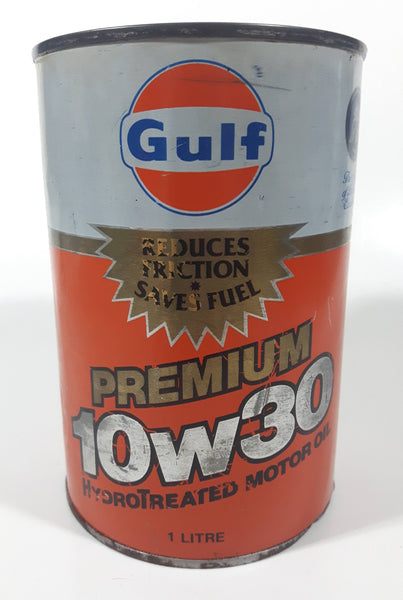 Gulf
REDUCES
FRICTION
SAVES FUEL
PREMIUM
10W30
HYDROTREATED MOTOR OIL
1 LITRE